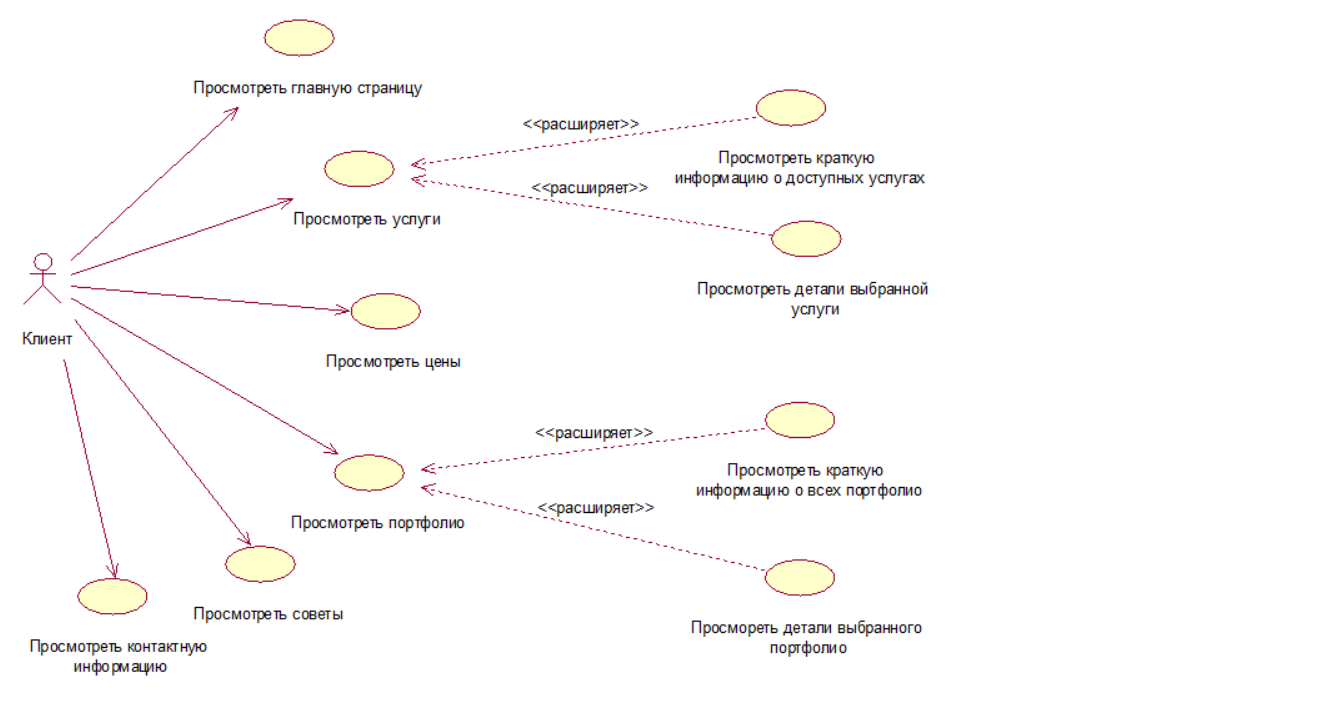 Просмотреть главную страницу
<<расширяет>>
Просмотреть краткую
информацию о доступных услугах
<<расширяет>>
Просмотреть услуги
Просмотреть детали выбранной
услуги
Клиент
Просмотреть цены
<<расширяет>>
Просмотреть краткую
информацию о всех портфолио
<<расширяет>>
Просмотреть портфолио
Просмотреть советы
Просмореть детали выбранного
портфолио
Просмотреть контактную
информацию